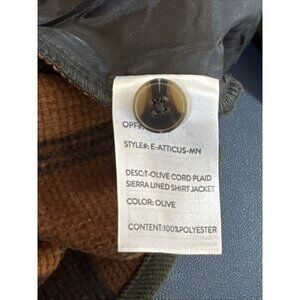 OPF#
STYLE#: E-ATTICUS-MN
DESC:T-OLIVE CORD PLAID
SIERRA LINED SHIRT JACKET
COLOR: OLIVE
CONTENT:100%POLYESTER